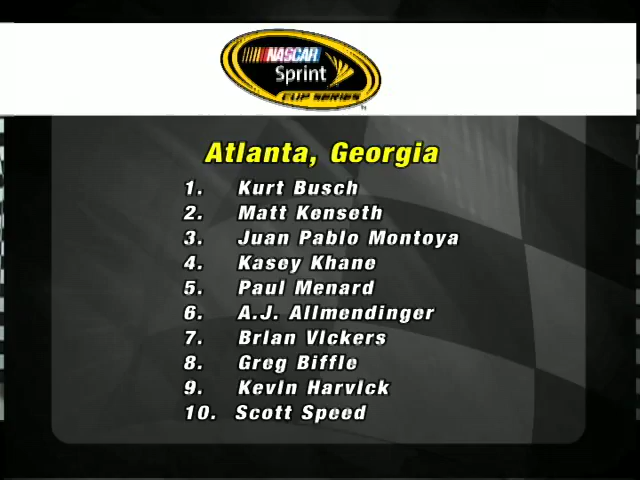 NASCAR
Sprint
CUP SERIES
Atlanta, Georgia
1. Kurt Busch
2. Matt Kenseth
3. Juan Pablo Montoya
4. Kasey Khane
5. Paul Menard
6. A.J. Allmendinger
7. Brian Vickers
8. Greg Biffle
9. Kevin Harvick
10. Scott Speed